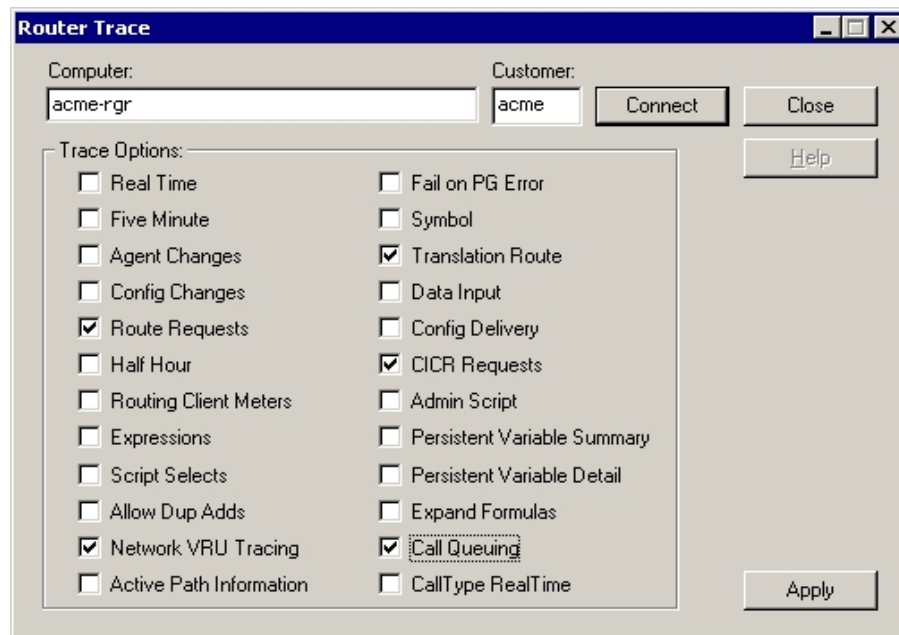 Router Trace
Computer: Customer:
acme-rgr acme Connect Close
Trace Options: Help
Real Time Fail on PG Error
Five Minute Symbol
Agent Changes Translation Route
Config Changes Data Input
Route Requests Config Delivery
Half Hour CICR Requests
Routing Client Meters Admin Script
Expressions Persistent Variable Summary
Script Selects Persistent Variable Detail
Allow Dup Adds Expand Formulas
Network VRU Tracing Call Queuing
Active Path Information CallType RealTime
Apply